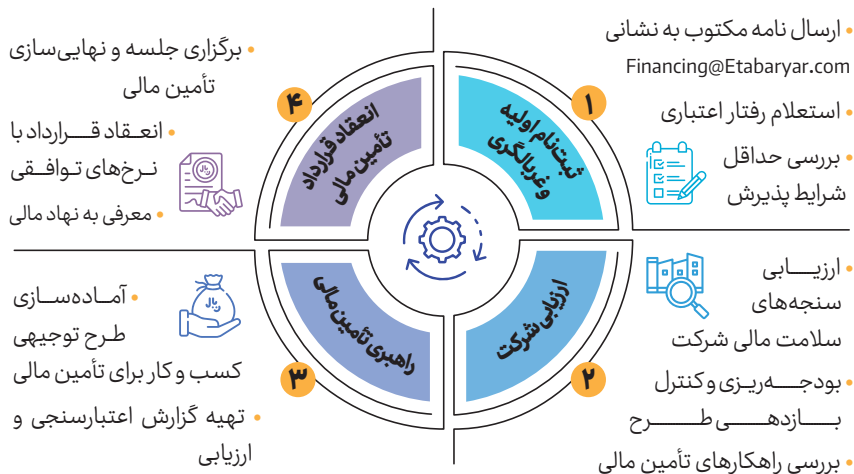 ارسال نامه مکتوب به نشانی
Financing@Etabaryar.com
استعلام رفتار اعتباری
بررسی حداقل
شرایط پذیرش
۱
ثبت‌نام اولیه
و غربالگری
ارزیابی
سنجه‌های
سلامت مالی شرکت
بودجه‌ریزی و کنترل
بازدهی طرح
بررسی راهکارهای تأمین مالی
۲
ارزیابی شرکت
آماده‌سازی
طرح توجیهی
کسب و کار برای تأمین مالی
تهیه گزارش اعتبارسنجی و
ارزیابی
۳
راهبری تأمین مالی
برگزاری جلسه و نهایی‌سازی
تأمین مالی
انعقاد قرارداد با
نرخ‌های توافقی
معرفی به نهاد مالی
۴
انعقاد قرارداد
تأمین مالی
ریال
ریال